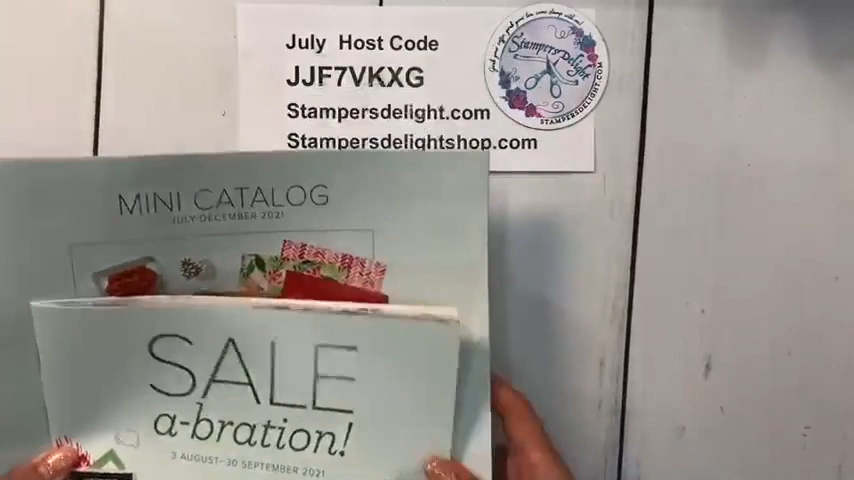 July Host Code
JJF7VKXG
Stampersdelight.com
Stampersdelightshop.com
Stampers Delight
STAMPERSDELIGHT.COM
MINI CATALOG
JULY-DECEMBER 2021
SALE
a-bration!
3 AUGUST–30 SEPTEMBER 2021